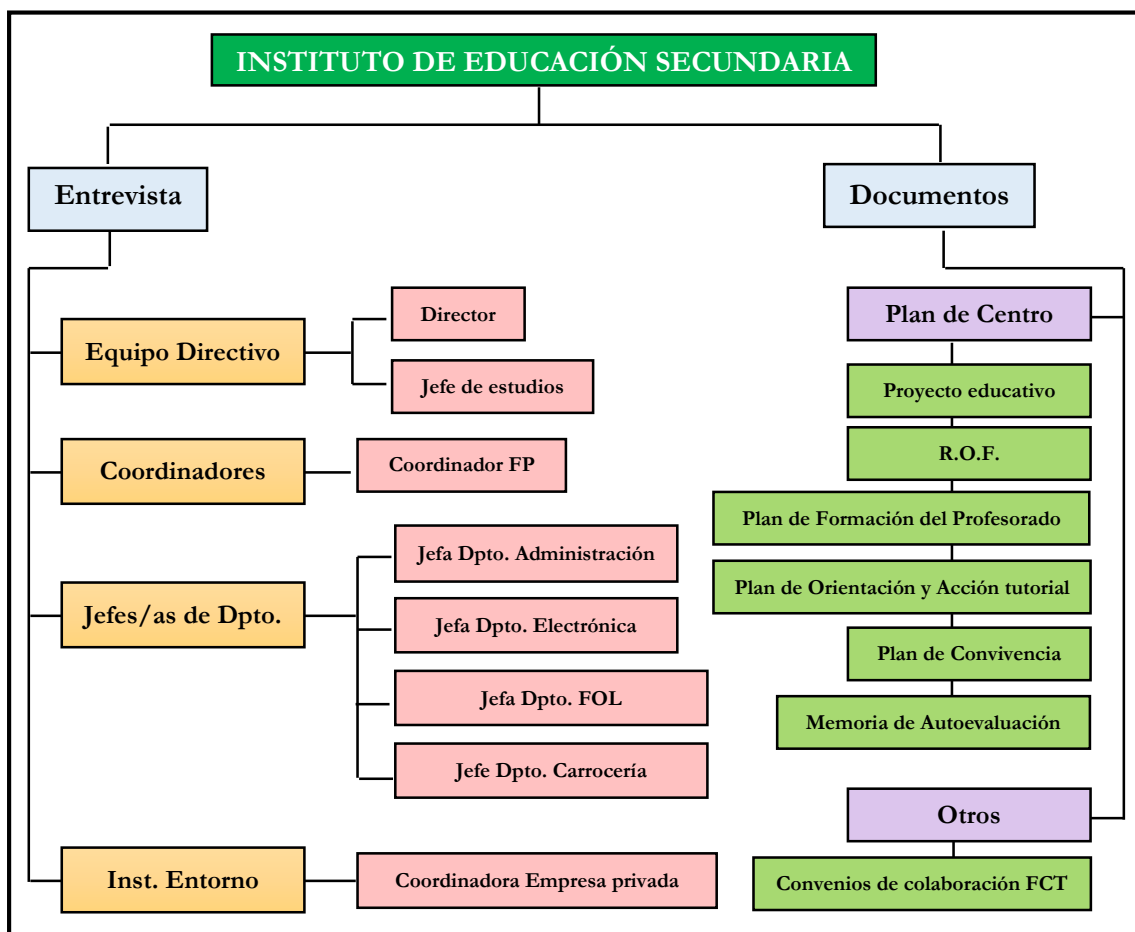 INSTITUTO DE EDUCACIÓN SECUNDARIA
Entrevista
Equipo Directivo
Director
Jefe de estudios
Coordinadores
Coordinador FP
Jefes/as de Dpto.
Jefa Dpto. Administración
Jefa Dpto. Electrónica
Jefa Dpto. FOL
Jefe Dpto. Carrocería
Inst. Entorno
Coordinadora Empresa privada
Documentos
Plan de Centro
Proyecto educativo
R.O.F.
Plan de Formación del Profesorado
Plan de Orientación y Acción tutorial
Plan de Convivencia
Memoria de Autoevaluación
Otros
Convenios de colaboración FCT